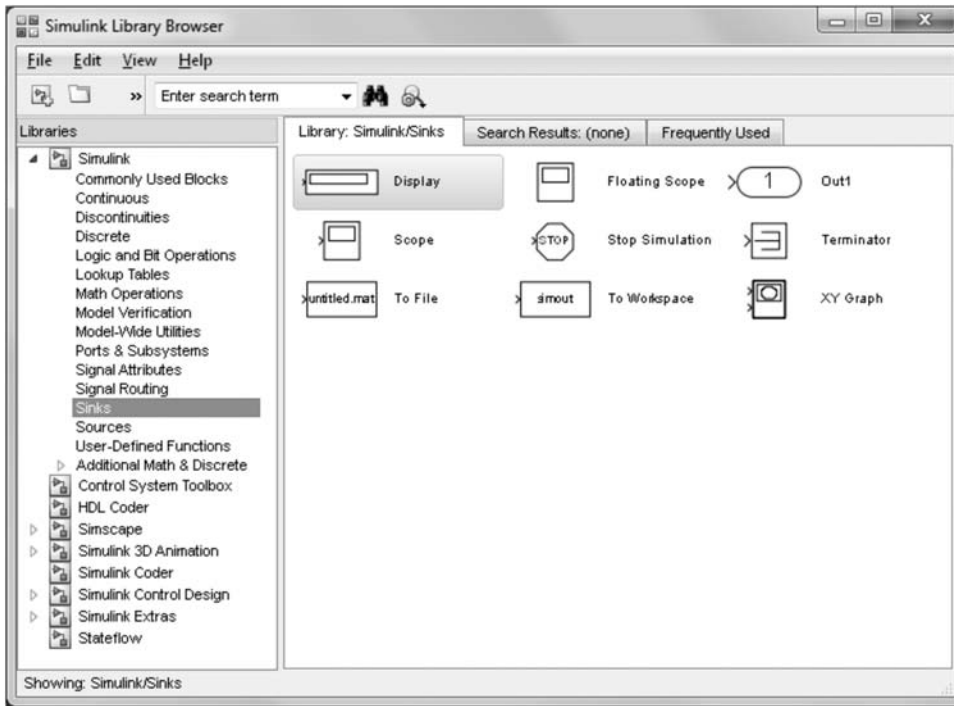 Simulink Library Browser
File Edit View Help
» Enter search term
Libraries
Simulink
Commonly Used Blocks
Continuous
Discontinuities
Discrete
Logic and Bit Operations
Lookup Tables
Math Operations
Model Verification
Model-Wide Utilities
Ports & Subsystems
Signal Attributes
Signal Routing
Sinks
Sources
User-Defined Functions
Additional Math & Discrete
Control System Toolbox
HDL Coder
Simscape
Simulink 3D Animation
Simulink Coder
Simulink Control Design
Simulink Extras
Stateflow
Library: Simulink/Sinks Search Results: (none) Frequently Used
Display Floating Scope 1 Out1
Scope STOP Stop Simulation Terminator
untitled.mat To File simout To Workspace XY Graph
Showing: Simulink/Sinks